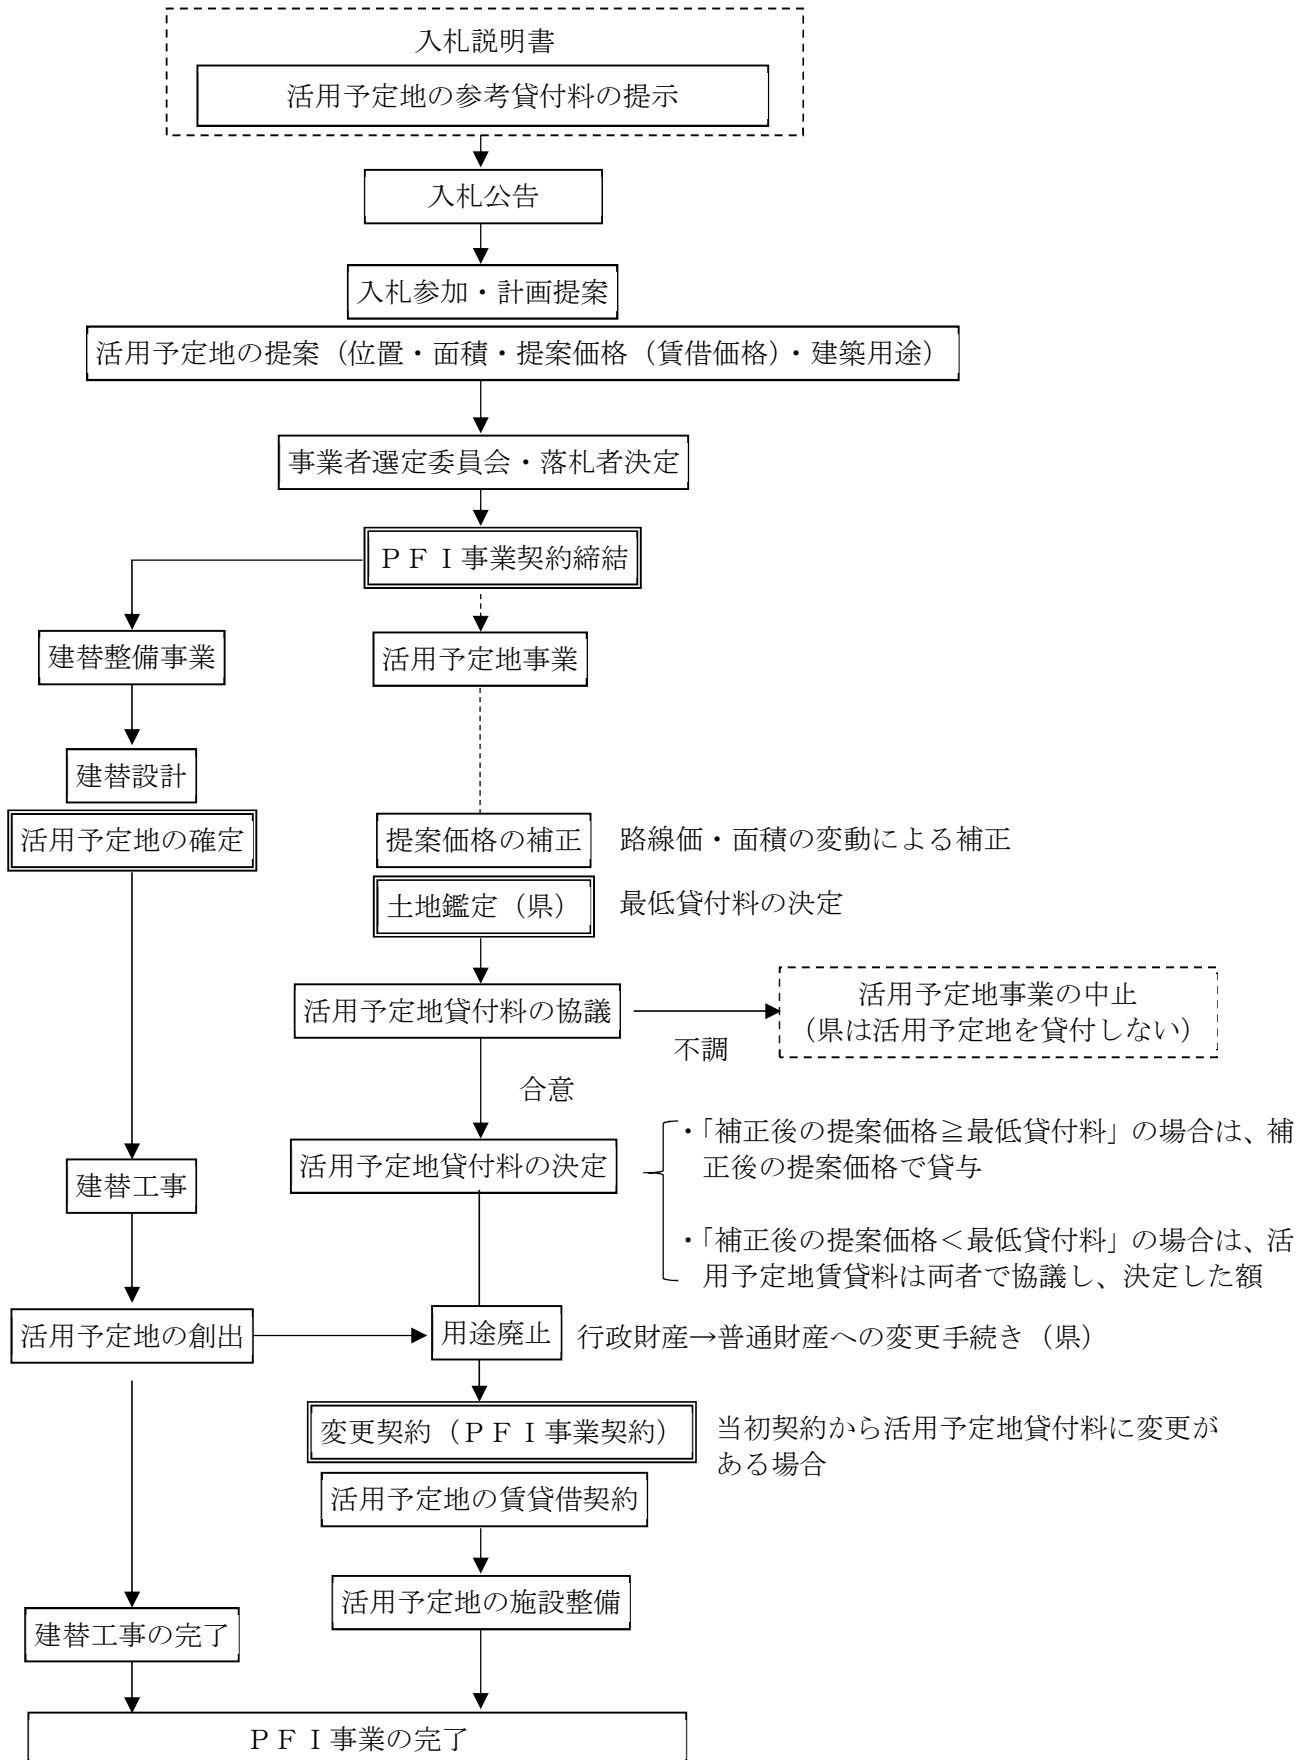 入札説明書
活用予定地の参考貸付料の提示
入札公告
入札参加・計画提案
活用予定地の提案（位置・面積・提案価格（賃借価格）・建築用途）
事業者選定委員会・落札者決定
ＰＦＩ事業契約締結
建替整備事業
活用予定地事業
建替設計
活用予定地の確定
提案価格の補正
路線価・面積の変動による補正
土地鑑定（県）
最低貸付料の決定
活用予定地貸付料の協議
不調
活用予定地事業の中止
（県は活用予定地を貸付しない）
合意
活用予定地貸付料の決定
・「補正後の提案価格≧最低貸付料」の場合は、補
正後の提案価格で貸与
・「補正後の提案価格＜最低貸付料」の場合は、活
用予定地賃貸料は両者で協議し、決定した額
建替工事
活用予定地の創出
用途廃止
行政財産→普通財産への変更手続き（県）
変更契約（ＰＦＩ事業契約）
当初契約から活用予定地貸付料に変更が
ある場合
活用予定地の賃貸借契約
活用予定地の施設整備
建替工事の完了
ＰＦＩ事業の完了